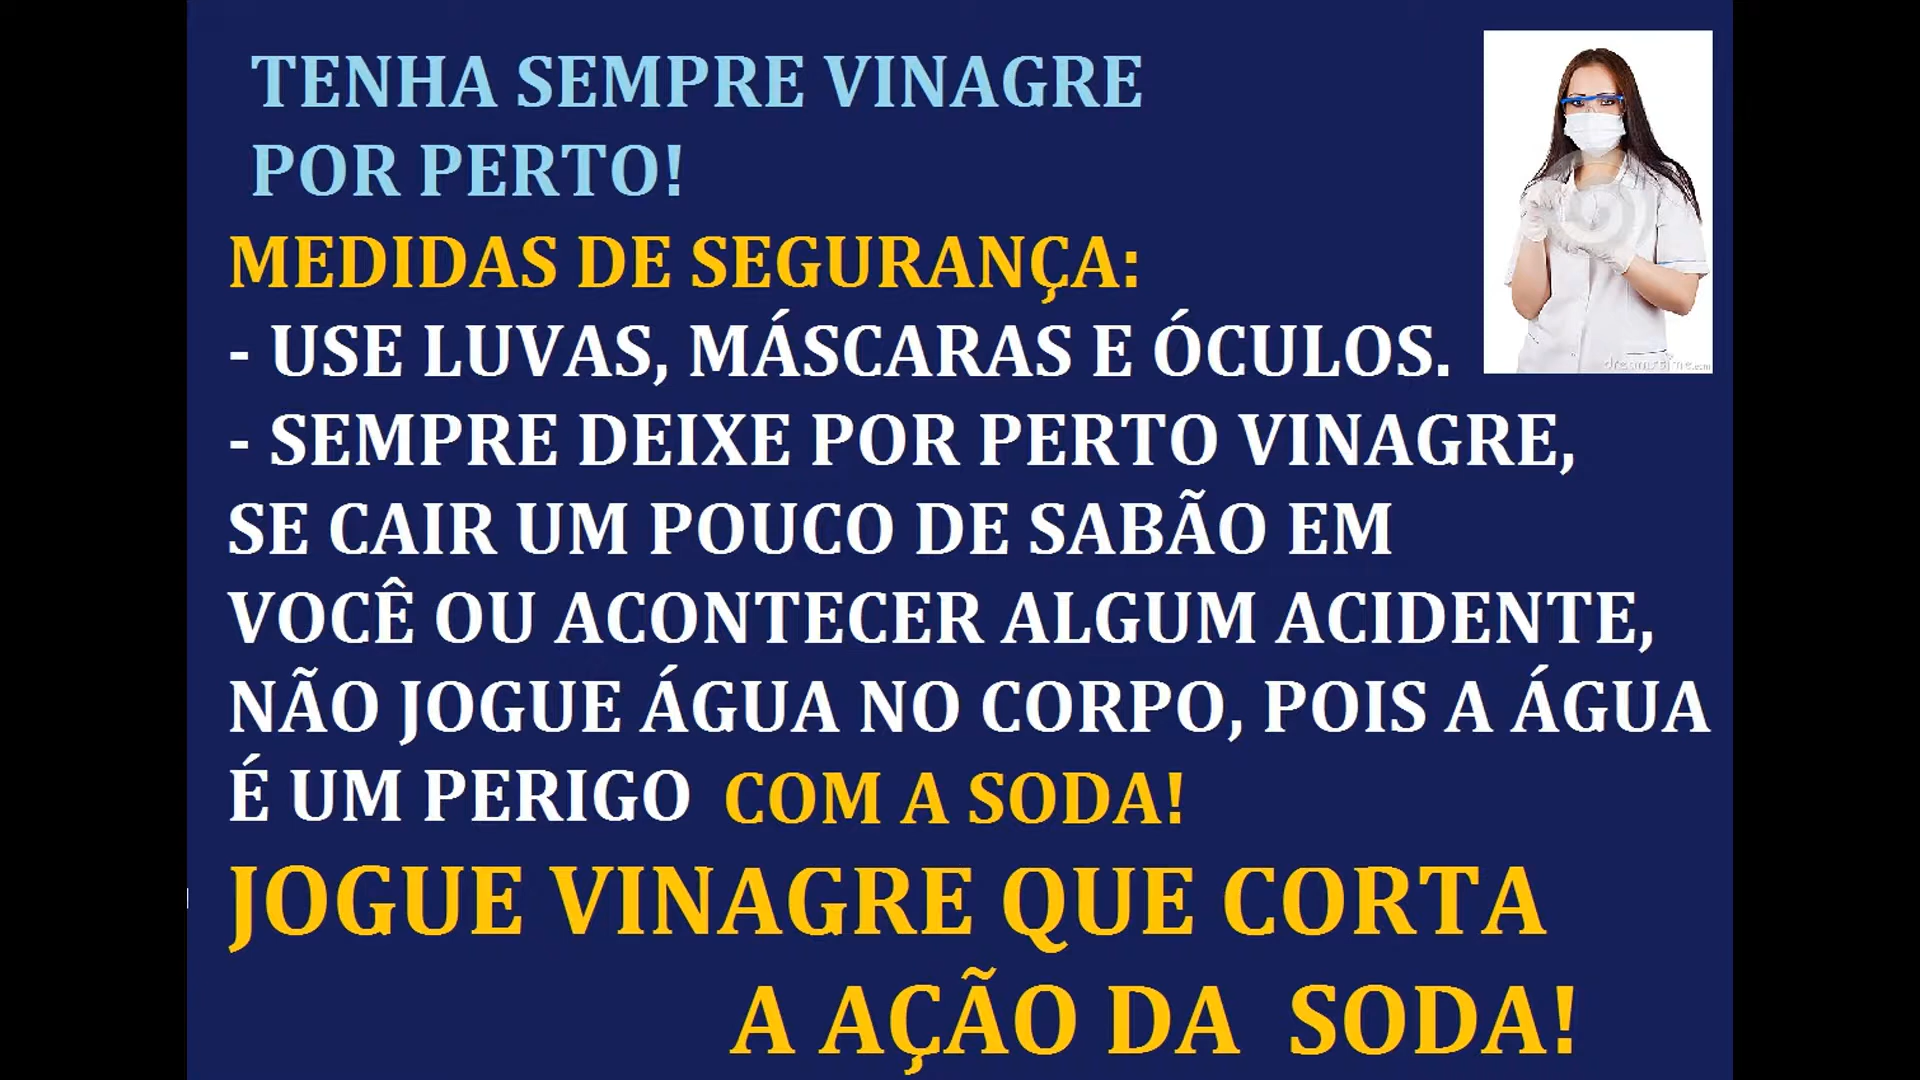 TENHA SEMPRE VINAGRE
POR PERTO!
MEDIDAS DE SEGURANÇA:
- USE LUVAS, MÁSCARAS E ÓCULOS.
- SEMPRE DEIXE POR PERTO VINAGRE,
SE CAIR UM POUCO DE SABÃO EM
VOCÊ OU ACONTECER ALGUM ACIDENTE,
NÃO JOGUE ÁGUA NO CORPO, POIS A ÁGUA
É UM PERIGO COM A SODA!
JOGUE VINAGRE QUE CORTA
A AÇÃO DA SODA!
dreamstime.com